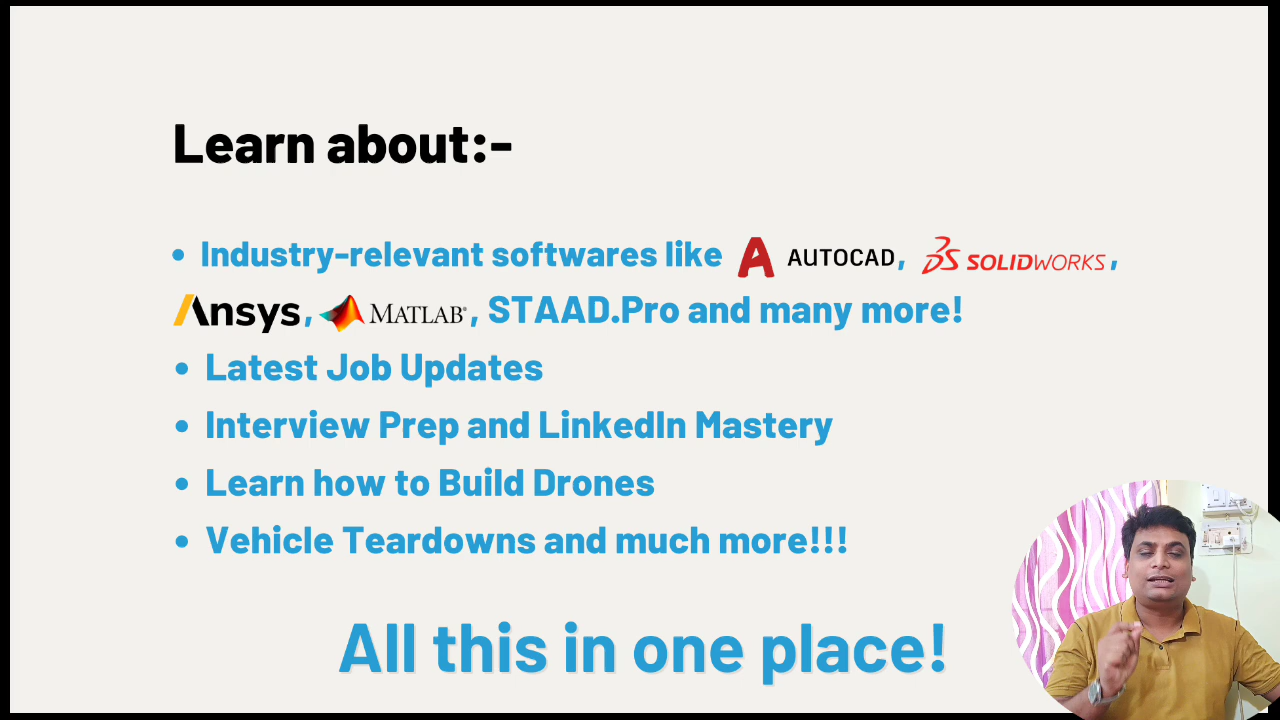 Learn about:-
• Industry-relevant softwares like AUTOCAD, SOLIDWORKS,
Ansys, MATLAB®, STAAD.Pro and many more!
• Latest Job Updates
• Interview Prep and LinkedIn Mastery
• Learn how to Build Drones
• Vehicle Teardowns and much more!!!
All this in one place!